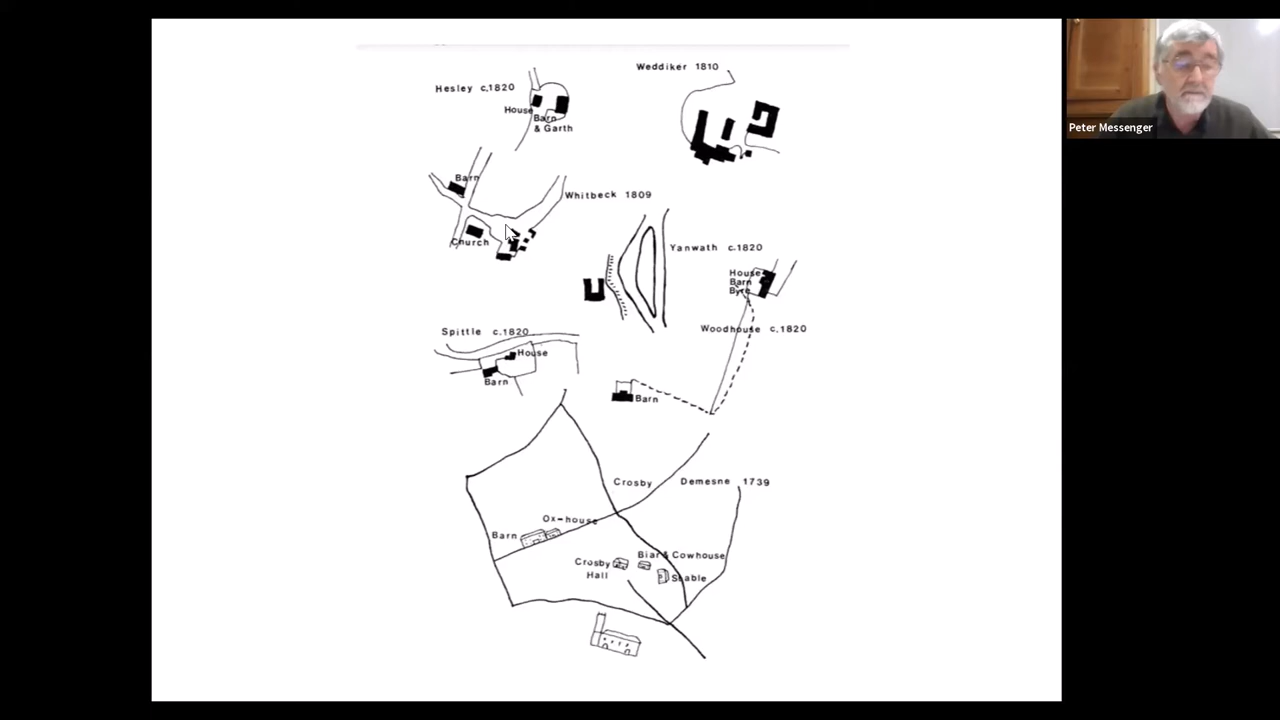 Weddiker 1810
Hesley c.1820
House
Barn
& Garth
Barn
Whitbeck 1809
Church
Yanwath c.1820
House
Barn
Byre
Woodhouse c.1820
Spittle c.1820
House
Barn
Barn
Crosby Demesne 1739
Ox-house
Barn
Biar & Cowhouse
Crosby
Hall
Stable
Peter Messenger